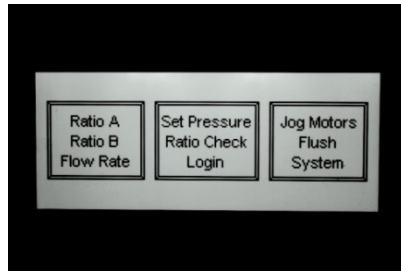 Ratio A
Ratio B
Flow Rate
Set Pressure
Ratio Check
Login
Jog Motors
Flush
System